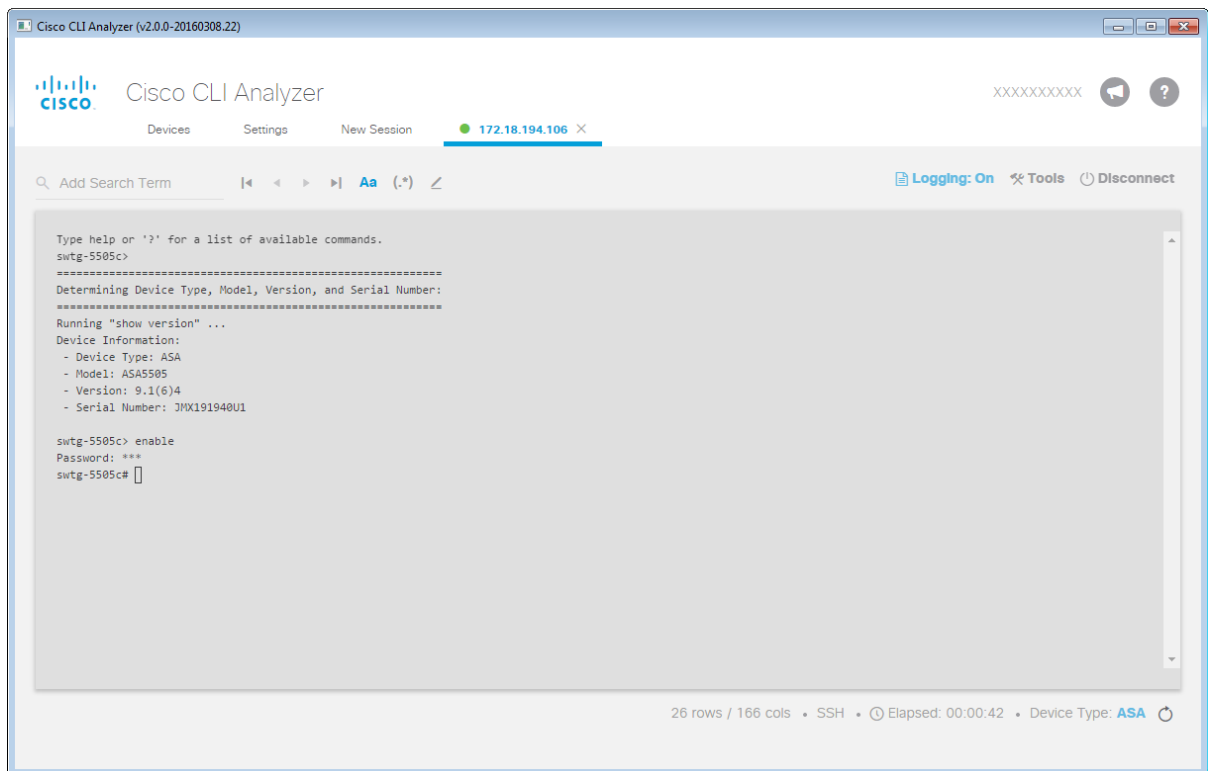 Cisco CLI Analyzer (v2.0.0-20160308.22)
CISCO.
Cisco CLI Analyzer
XXXXXXXXXX
?
Devices Settings New Session 172.18.194.106
Add Search Term Aa (.*) Logging: On Tools Disconnect
Type help or '?' for a list of available commands.
swtg-5505c>
===========================================================
Determining Device Type, Model, Version, and Serial Number:
===========================================================
Running "show version" ...
Device Information:
- Device Type: ASA
- Model: ASA5505
- Version: 9.1(6)4
- Serial Number: JMX191940U1
swtg-5505c> enable
Password: ***
swtg-5505c#
26 rows / 166 cols • SSH • Elapsed: 00:00:42 • Device Type: ASA